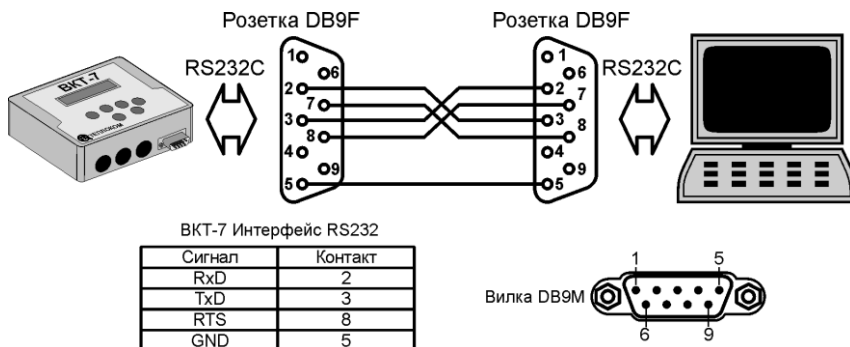 Розетка DB9F
Розетка DB9F
ВКТ-7
ТЕПЛОКОМ
RS232C
1
6
2
7
3
8
4
9
5
1
6
2
7
3
8
4
9
5
RS232C
ВКТ-7 Интерфейс RS232
Сигнал Контакт
RxD 2
TxD 3
RTS 8
GND 5
Вилка DB9M
1 5
6 9